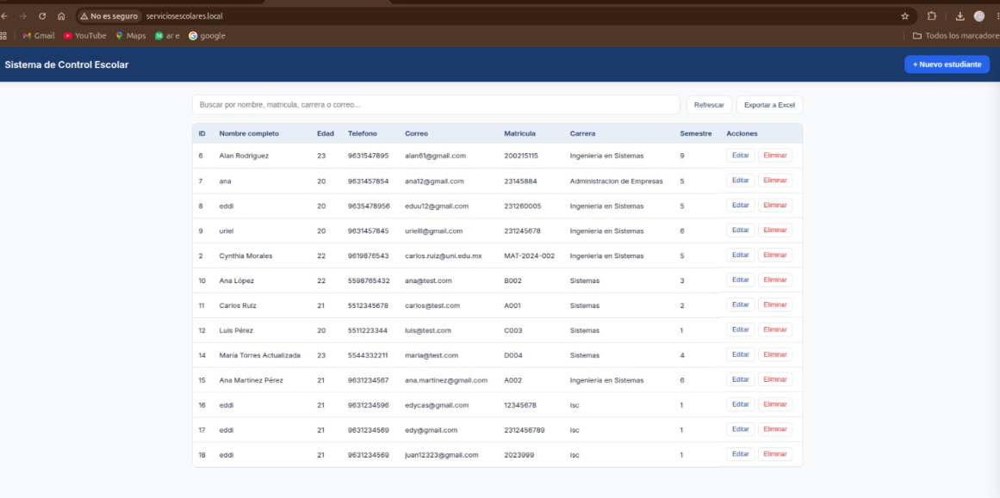 No es seguro serviciosescolares.local
Gmail YouTube Maps ar e google Todos los marcadore
Sistema de Control Escolar + Nuevo estudiante
Buscar por nombre, matricula, carrera o correo... Refrescar Exportar a Excel
ID Nombre completo Edad Telefono Correo Matricula Carrera Semestre Acciones
6 Alan Rodriguez 23 9631547895 alan61@gmail.com 200215115 Ingeniería en Sistemas 9 Editar Eliminar
7 ana 20 9631457854 ana12@gmail.com 23145884 Administracion de Empresas 5 Editar Eliminar
8 eddi 20 9635478956 eduu12@gmail.com 231260005 Ingenieria en Sistemas 5 Editar Eliminar
9 uriel 20 9631457845 urielll@gmail.com 231245678 Ingenieria en Sistemas 6 Editar Eliminar
2 Cynthia Morales 22 9619876543 carlos.ruiz@uni.edu.mx MAT-2024-002 Ingenieria en Sistemas 5 Editar Eliminar
10 Ana López 22 5598765432 ana@test.com B002 Sistemas 3 Editar Eliminar
11 Carlos Ruiz 21 5512345678 carlos@test.com A001 Sistemas 2 Editar Eliminar
12 Luis Pérez 20 5511223344 luis@test.com C003 Sistemas 1 Editar Eliminar
14 María Torres Actualizada 23 5544332211 maria@test.com D004 Sistemas 4 Editar Eliminar
15 Ana Martínez Pérez 21 9631234567 ana.martinez@gmail.com A002 Ingeniería en Sistemas 6 Editar Eliminar
16 eddi 21 9631234596 edycas@gmail.com 12345678 isc 1 Editar Eliminar
17 eddi 21 9631234569 edy@gmail.com 2312456789 isc 1 Editar Eliminar
18 eddi 21 9631234569 juan12323@gmail.com 2023999 isc 1 Editar Eliminar